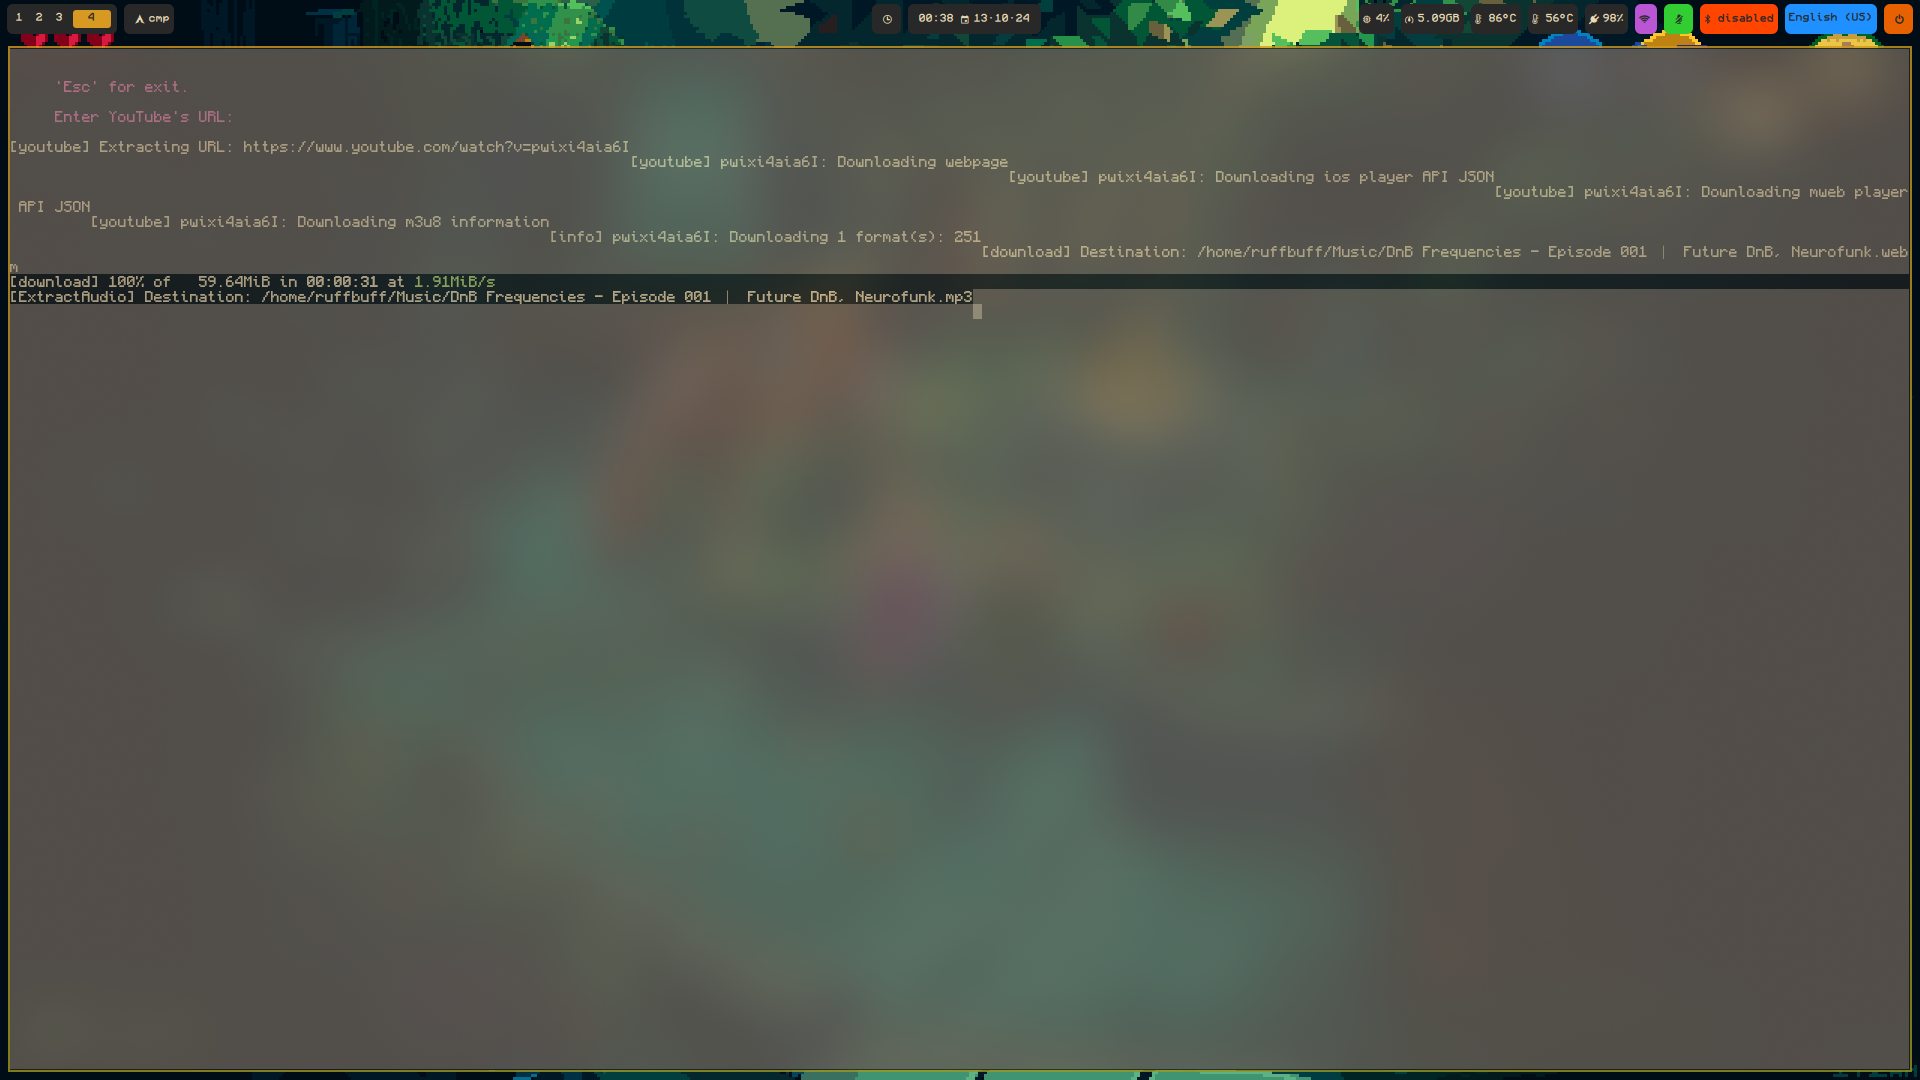 1 2 3 4 cmp 00:38 13·10·24 4% 5.09GB 86°C 56°C 98% disabled English (US)
'Esc' for exit.
Enter YouTube's URL:
[youtube] Extracting URL: https://www.youtube.com/watch?v=pwixi4aia6I
[youtube] pwixi4aia6I: Downloading webpage
[youtube] pwixi4aia6I: Downloading ios player API JSON
[youtube] pwixi4aia6I: Downloading mweb player
API JSON
[youtube] pwixi4aia6I: Downloading m3u8 information
[info] pwixi4aia6I: Downloading 1 format(s): 251
[download] Destination: /home/ruffbuff/Music/DnB Frequencies - Episode 001 ｜ Future DnB, Neurofunk.web
m
[download] 100% of   59.64MiB in 00:00:31 at 1.91MiB/s
[ExtractAudio] Destination: /home/ruffbuff/Music/DnB Frequencies - Episode 001 ｜ Future DnB, Neurofunk.mp3